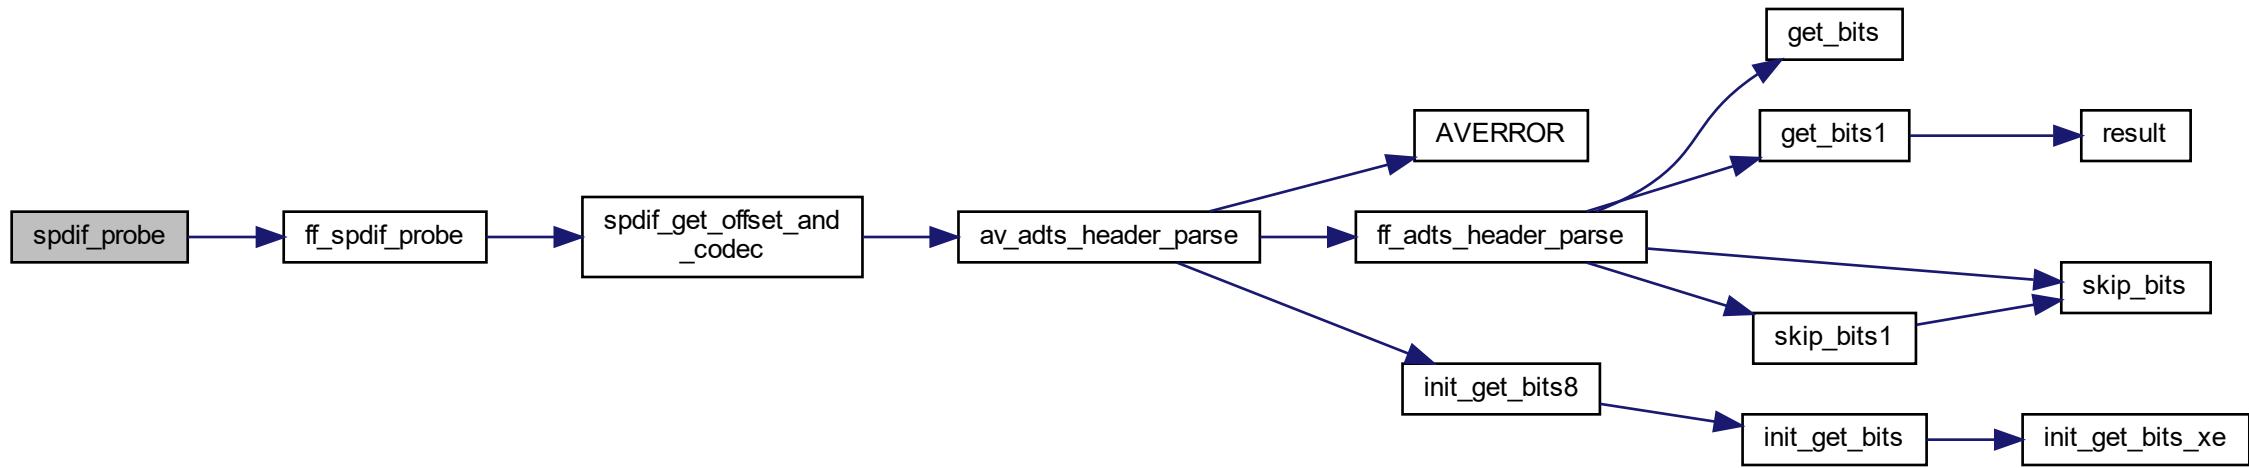 get_bits
AVERROR
get_bits1
result
spdif_probe
ff_spdif_probe
spdif_get_offset_and
_codec
av_adts_header_parse
ff_adts_header_parse
skip_bits
skip_bits1
init_get_bits8
init_get_bits
init_get_bits_xe